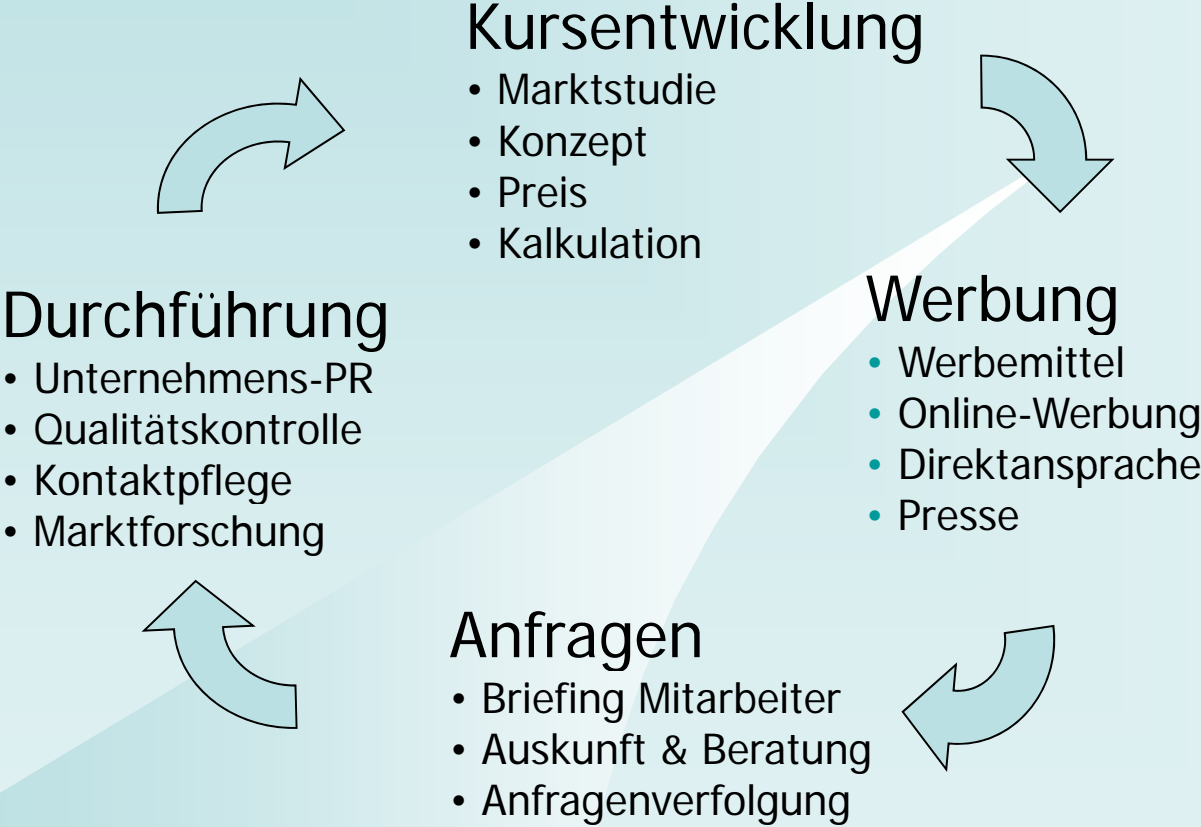 Kursentwicklung
• Marktstudie
• Konzept
• Preis
• Kalkulation
Werbung
• Werbemittel
• Online-Werbung
• Direktansprache
• Presse
Anfragen
• Briefing Mitarbeiter
• Auskunft & Beratung
• Anfragenverfolgung
Durchführung
• Unternehmens-PR
• Qualitätskontrolle
• Kontaktpflege
• Marktforschung